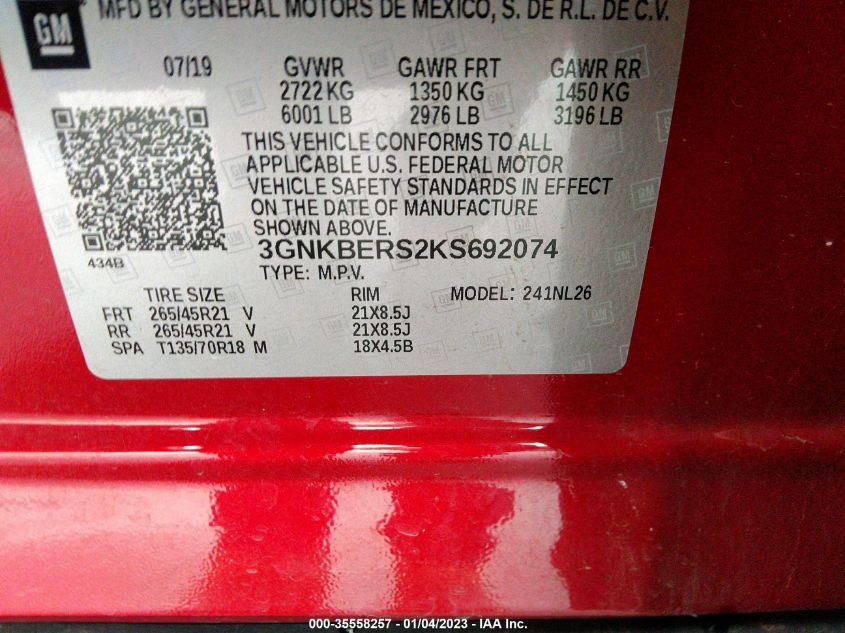 GM
MFD BY GENERAL MOTORS DE MEXICO, S. DE R.L. DE C.V.
07/19 GVWR GAWR FRT GAWR RR
2722 KG 1350 KG 1450 KG
6001 LB 2976 LB 3196 LB
THIS VEHICLE CONFORMS TO ALL
APPLICABLE U.S. FEDERAL MOTOR
VEHICLE SAFETY STANDARDS IN EFFECT
ON THE DATE OF MANUFACTURE
SHOWN ABOVE.
434B
3GNKBERS2KS692074
TYPE: M.P.V.
TIRE SIZE RIM MODEL: 241NL26
FRT 265/45R21 V 21X8.5J
RR 265/45R21 V 21X8.5J
SPA T135/70R18 M 18X4.5B
000-35558257 - 01/04/2023 - IAA Inc.